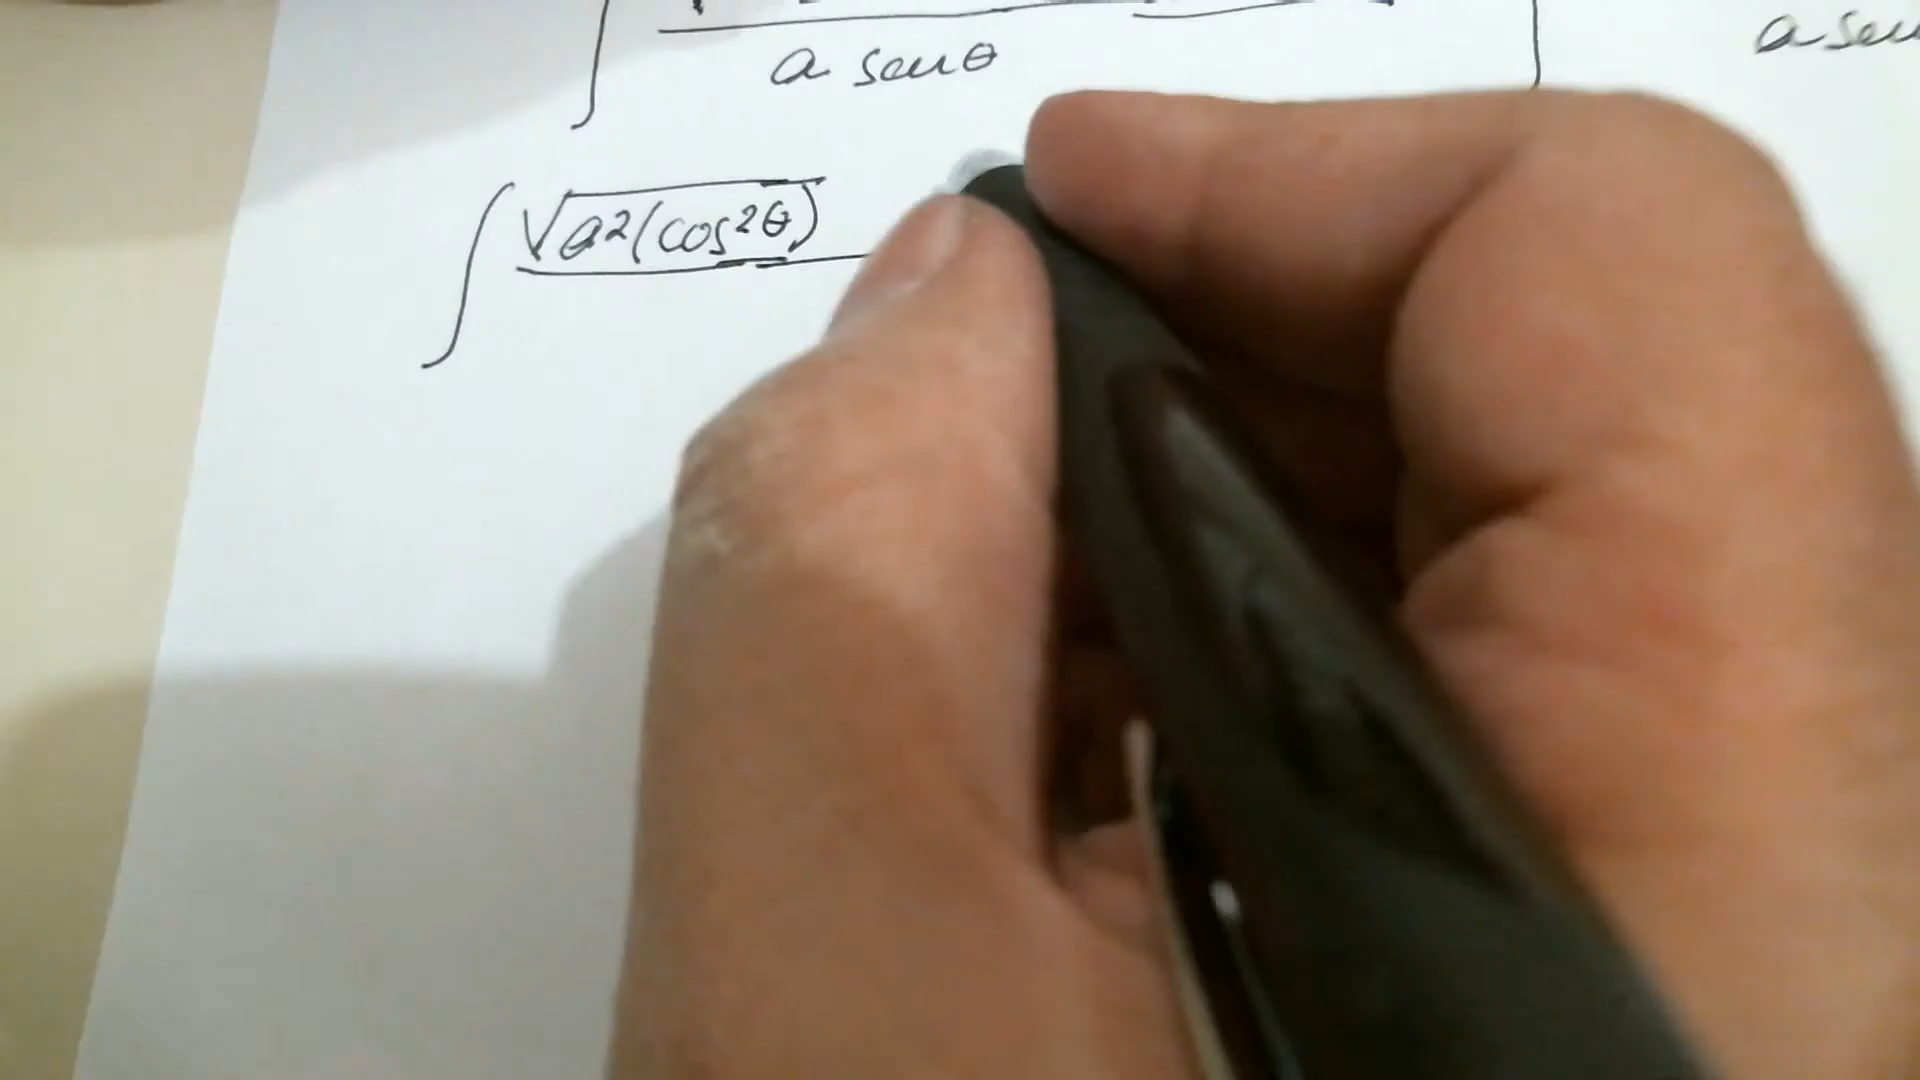 ∫ a senθ
a sen
∫ √a²(cos²θ)